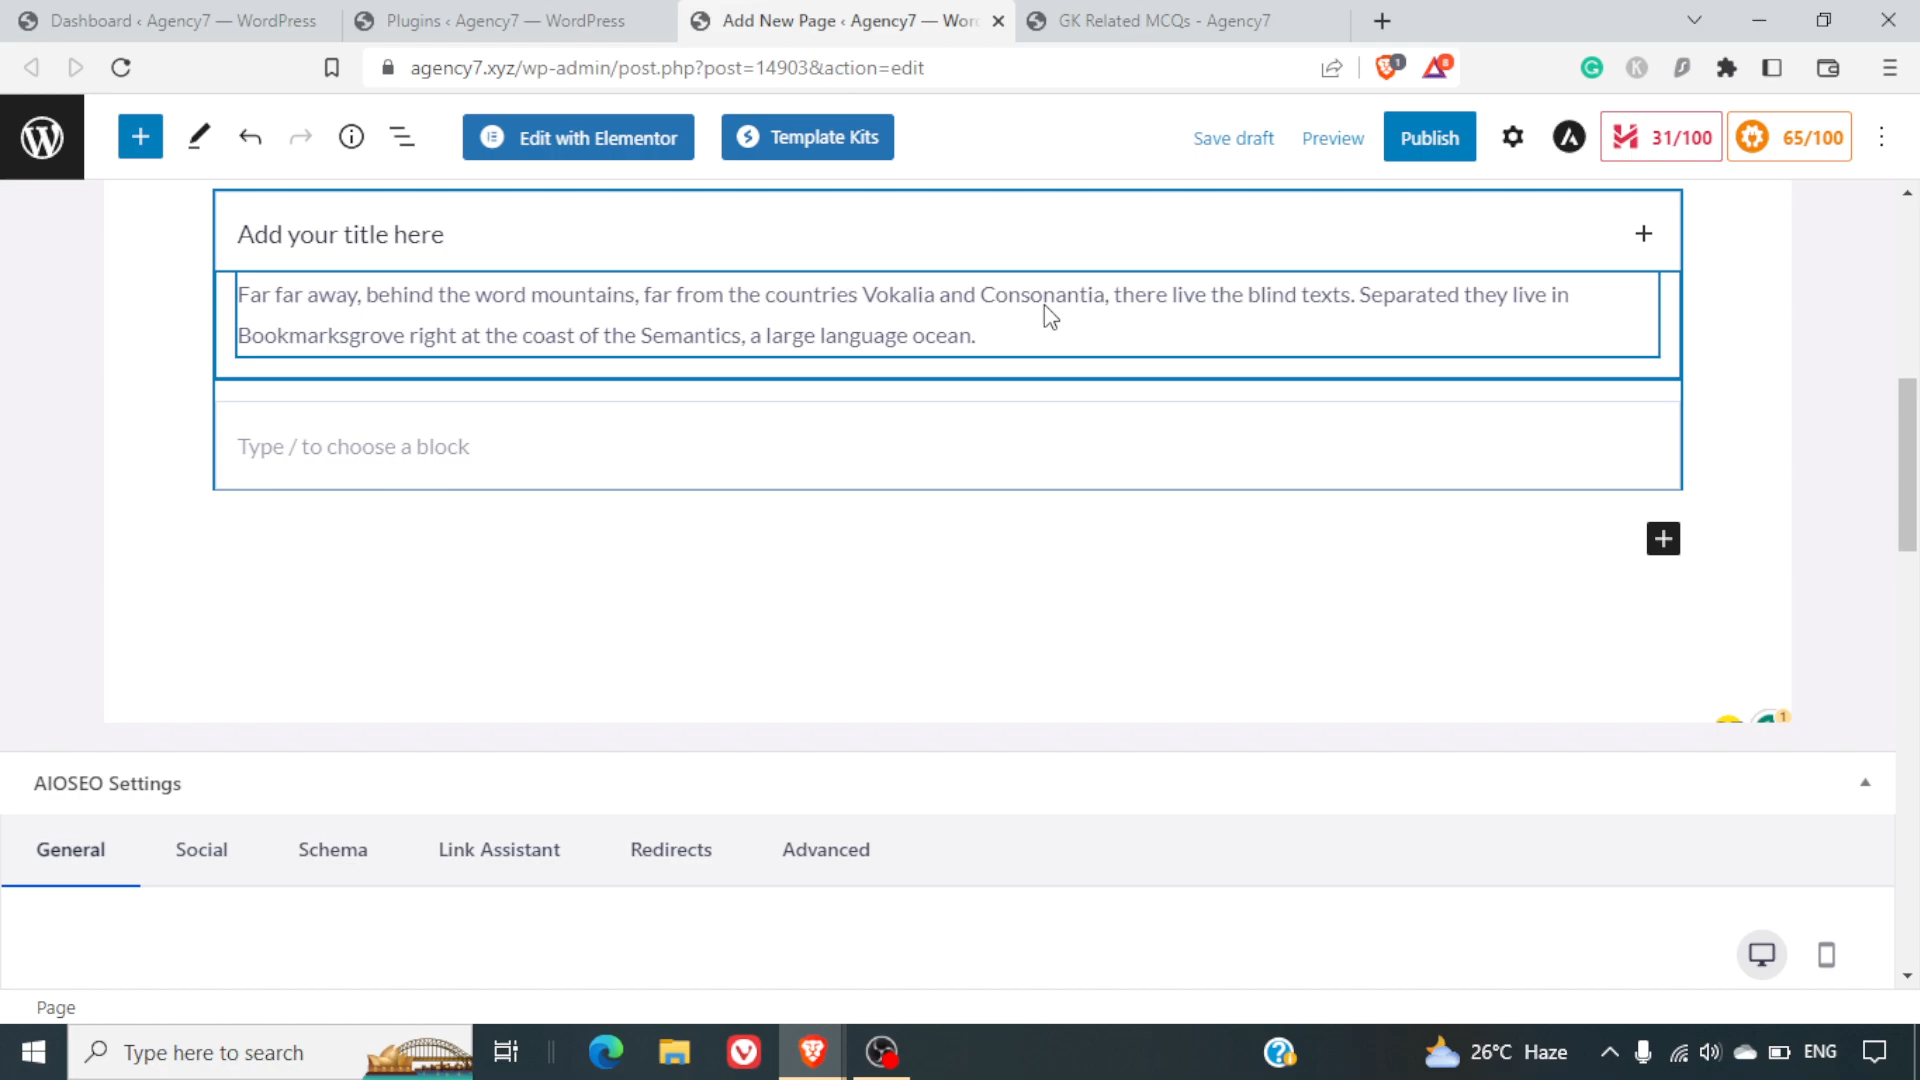 Dashboard ‹ Agency7 — WordPress
Plugins ‹ Agency7 — WordPress
Add New Page ‹ Agency7 — Wor
GK Related MCQs - Agency7
agency7.xyz/wp-admin/post.php?post=14903&action=edit
1
8
Edit with Elementor
Template Kits
Save draft
Preview
Publish
31/100
65/100
Add your title here
Far far away, behind the word mountains, far from the countries Vokalia and Consonantia, there live the blind texts. Separated they live in
Bookmarksgrove right at the coast of the Semantics, a large language ocean.
Type / to choose a block
1
AIOSEO Settings
General
Social
Schema
Link Assistant
Redirects
Advanced
Page
Type here to search
26°C Haze
ENG